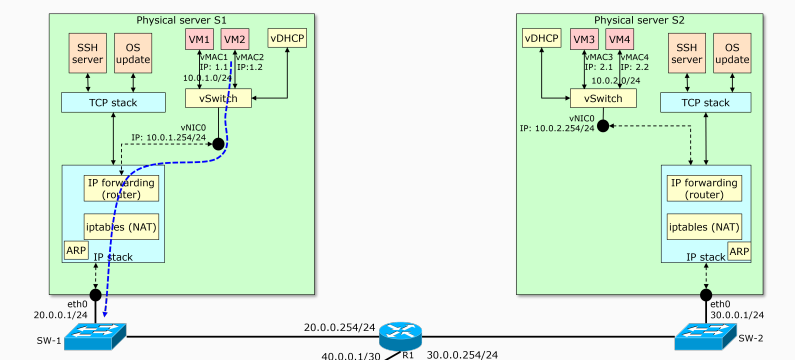 Physical server S1
SSH
server
OS
update
VM1
VM2
vDHCP
vMAC1
IP: 1.1
vMAC2
IP:1.2
10.0.1.0/24
TCP stack
vSwitch
vNIC0
IP: 10.0.1.254/24
IP forwarding
(router)
iptables (NAT)
ARP
IP stack
eth0
20.0.0.1/24
SW-1
20.0.0.254/24
40.0.0.1/30
R1
30.0.0.254/24
Physical server S2
vDHCP
VM3
VM4
SSH
server
OS
update
vMAC3
IP: 2.1
vMAC4
IP: 2.2
10.0.2.0/24
vSwitch
TCP stack
vNIC0
IP: 10.0.2.254/24
IP forwarding
(router)
iptables (NAT)
ARP
IP stack
eth0
30.0.0.1/24
SW-2